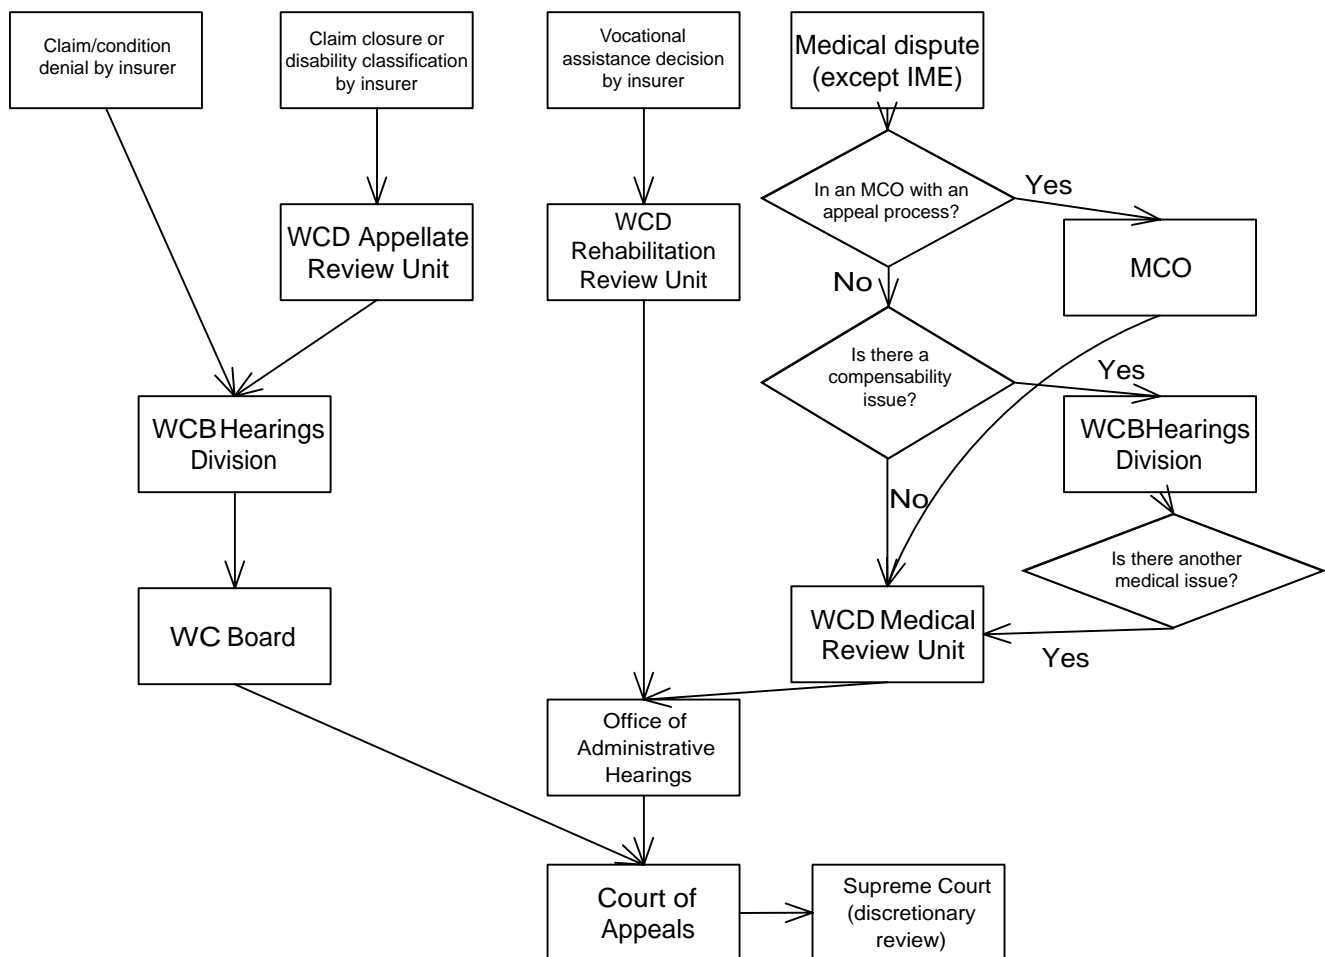 Claim/condition
denial by insurer
Claim closure or
disability classification
by insurer
Vocational
assistance decision
by insurer
Medical dispute
(except IME)
In an MCO with an
appeal process?
Yes
WCD Appellate
Review Unit
WCD
Rehabilitation
Review Unit
MCO
No
Is there a
compensability
issue?
Yes
WCB Hearings
Division
WCB Hearings
Division
No
Is there another
medical issue?
WC Board
WCD Medical
Review Unit
Yes
Office of
Administrative
Hearings
Court of
Appeals
Supreme Court
(discretionary
review)